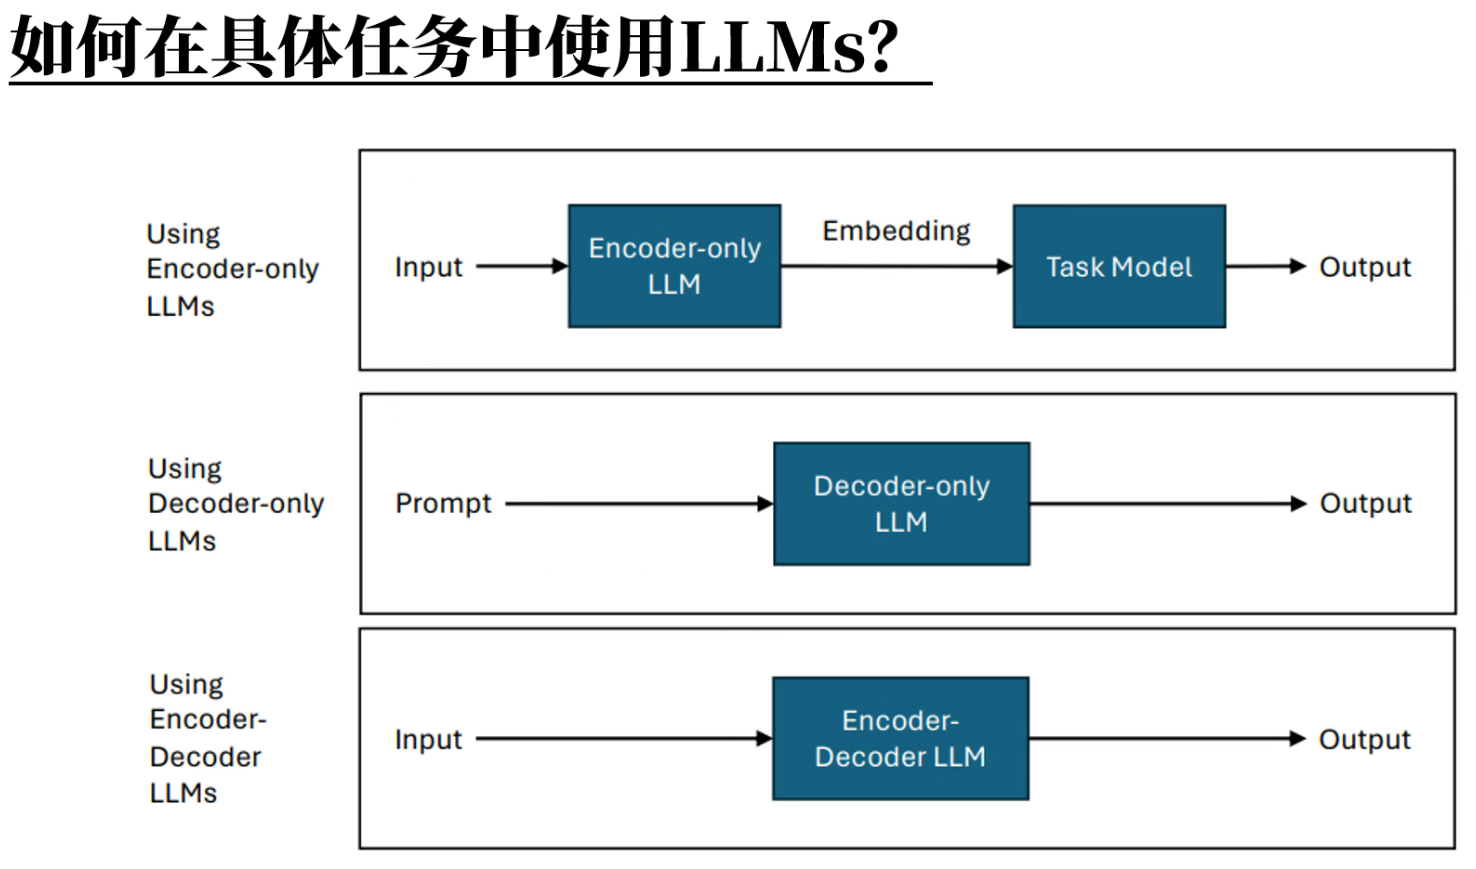 如何在具体任务中使用LLMs?
Using
Encoder-only
LLMs
Input
Encoder-only
LLM
Embedding
Task Model
Output
Using
Decoder-only
LLMs
Prompt
Decoder-only
LLM
Output
Using
Encoder-
Decoder
LLMs
Input
Encoder-
Decoder LLM
Output